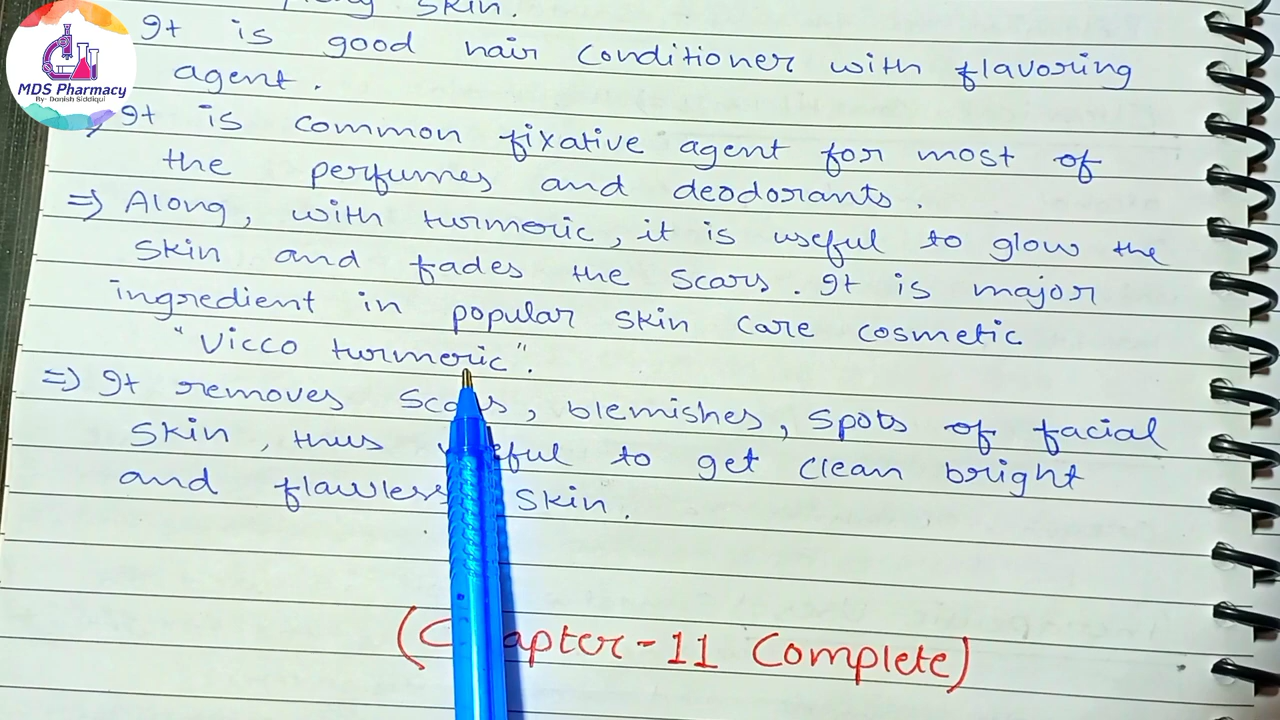 skin.
It is good hair conditioner with flavoring
agent.
=> It is common fixative agent for most of
the perfumes and deodorants.
=> Along, with turmeric, it is useful to glow the
skin and fades the scars. It is major
ingredient in popular skin care cosmetic
"Vicco turmeric".
=> It removes scars, blemishes, spots of facial
skin, thus useful to get clean bright
and flawless skin.
(Chapter-11 Complete)
MDS Pharmacy
By- Danish Siddiqui